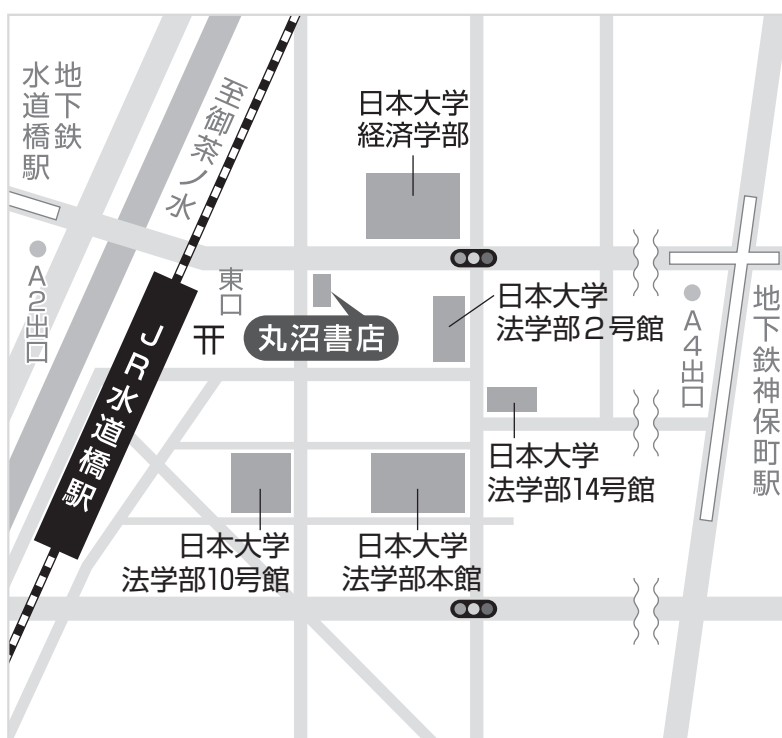 地下鉄
水道橋駅
至御茶ノ水
日本大学
経済学部
A2出口
東口
丸沼書店
日本大学
法学部2号館
A4出口
地下鉄神保町駅
JR水道橋駅
日本大学
法学部14号館
日本大学
法学部10号館
日本大学
法学部本館